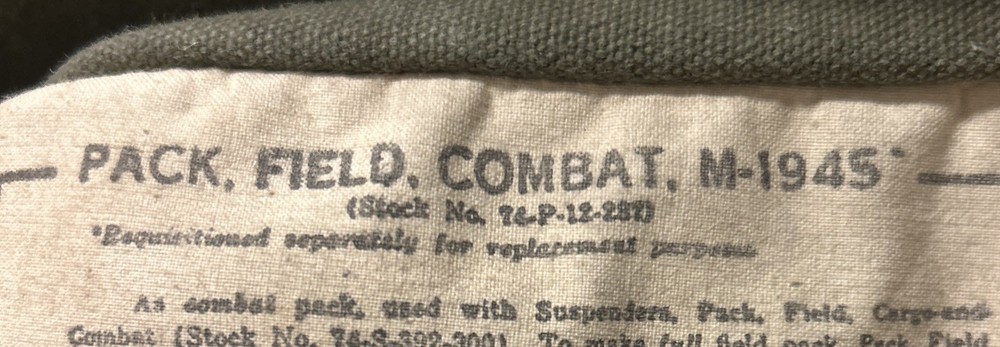 PACK, FIELD, COMBAT, M-1945*
(Stock No. 74-P-12-287)
*Requisitioned separately for replacement purposes
As combat pack, used with Suspenders, Pack, Field, Cargo-and-
Combat (Stock No. 74-S-392-300) To make full field pack Pack Field